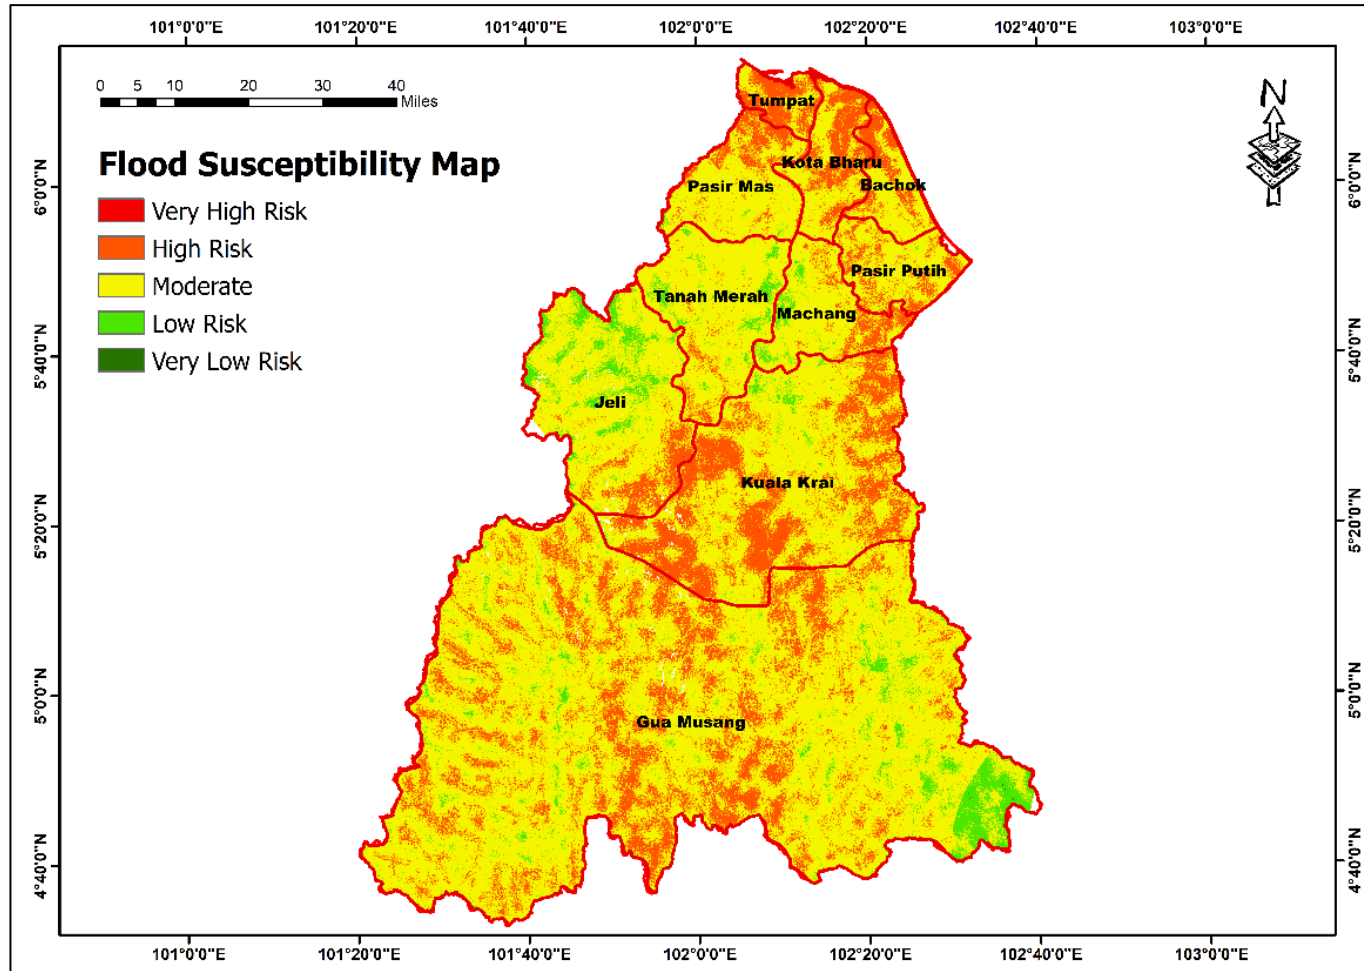 101°0'0"E 101°20'0"E 101°40'0"E 102°0'0"E 102°20'0"E 102°40'0"E 103°0'0"E
0 5 10 20 30 40
Miles
N
Flood Susceptibility Map
Very High Risk
High Risk
Moderate
Low Risk
Very Low Risk
Tumpat
Kota Bharu
Pasir Mas
Bachok
Pasir Putih
Tanah Merah
Machang
Jeli
Kuala Krai
Gua Musang
6°0'0"N
5°40'0"N
5°20'0"N
5°0'0"N
4°40'0"N
6°0'0"N
5°40'0"N
5°20'0"N
5°0'0"N
4°40'0"N
101°0'0"E 101°20'0"E 101°40'0"E 102°0'0"E 102°20'0"E 102°40'0"E 103°0'0"E